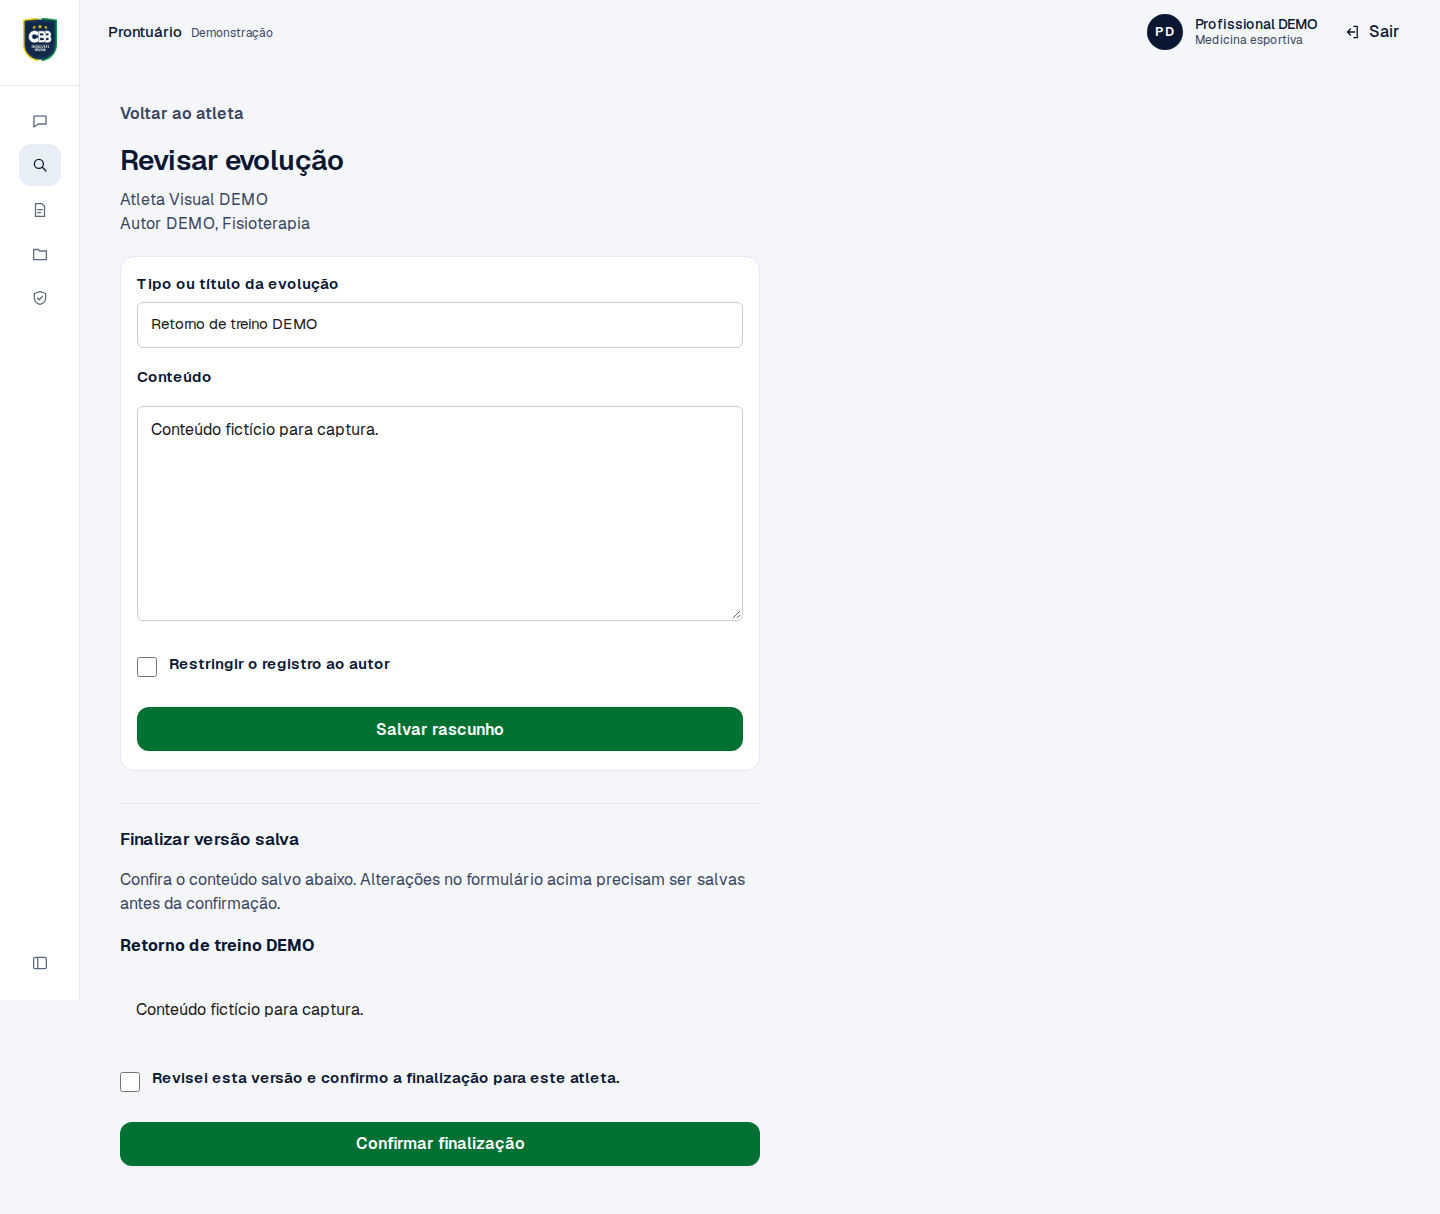 CBB
Prontuário Demonstração
PD
Profissional DEMO
Medicina esportiva
Sair
Voltar ao atleta
Revisar evolução
Atleta Visual DEMO
Autor DEMO, Fisioterapia
Tipo ou título da evolução
Retorno de treino DEMO
Conteúdo
Conteúdo fictício para captura.
Restringir o registro ao autor
Salvar rascunho
Finalizar versão salva
Confira o conteúdo salvo abaixo. Alterações no formulário acima precisam ser salvas
antes da confirmação.
Retorno de treino DEMO
Conteúdo fictício para captura.
Revisei esta versão e confirmo a finalização para este atleta.
Confirmar finalização